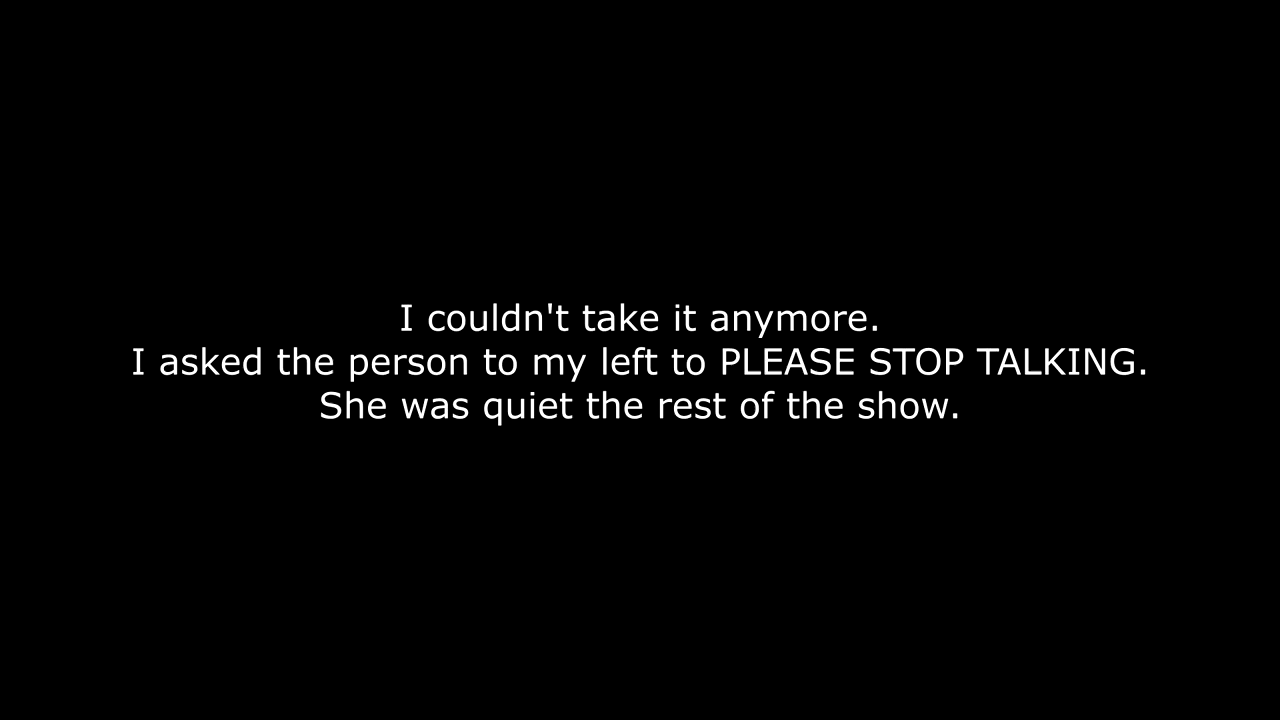 I couldn't take it anymore.
I asked the person to my left to PLEASE STOP TALKING.
She was quiet the rest of the show.